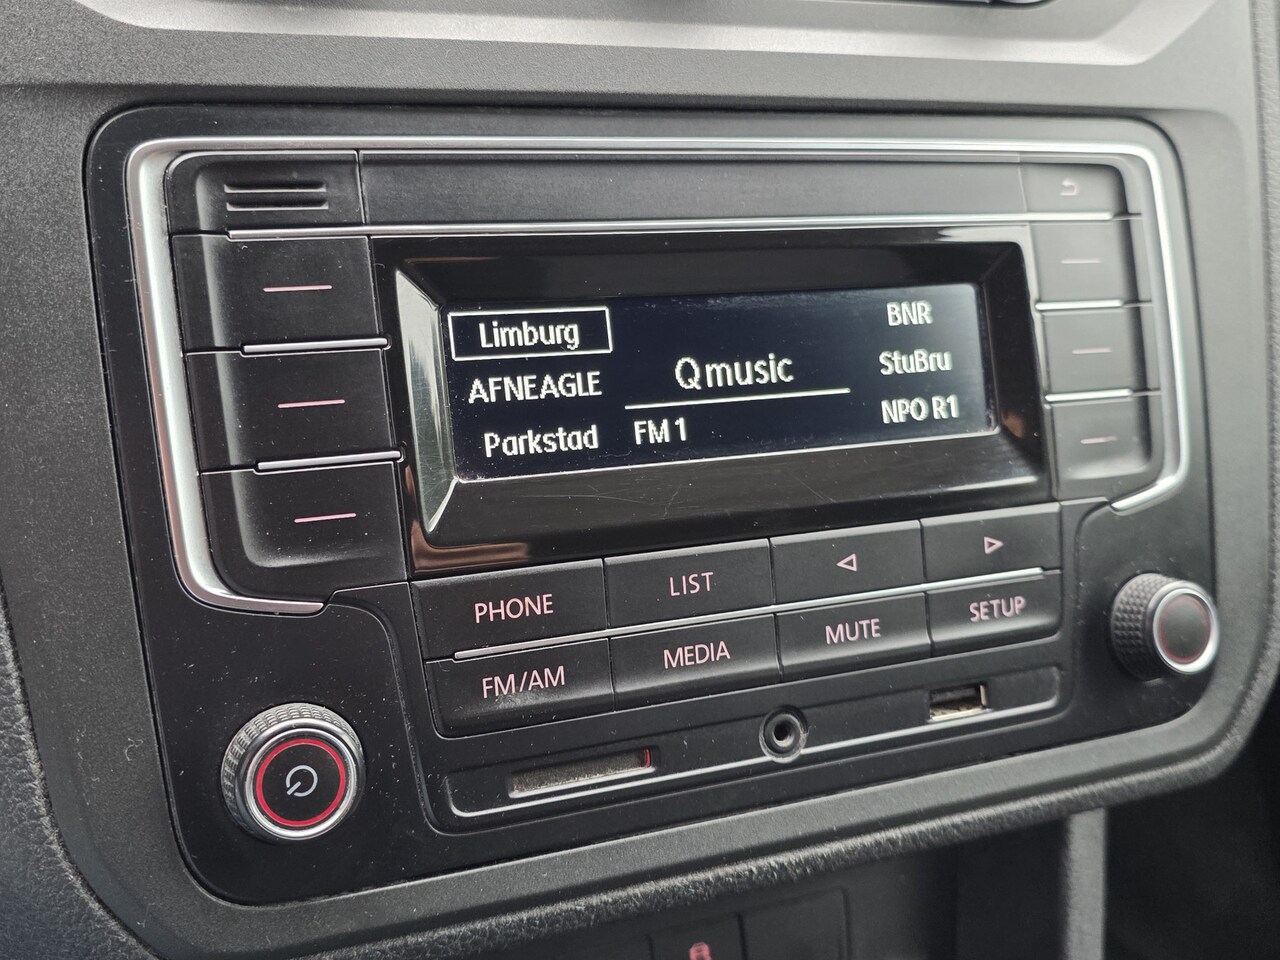 Limburg
AFNEAGLE
Parkstad
Qmusic
FM 1
BNR
StuBru
NPO R1
PHONE
LIST
FM/AM
MEDIA
MUTE
SETUP